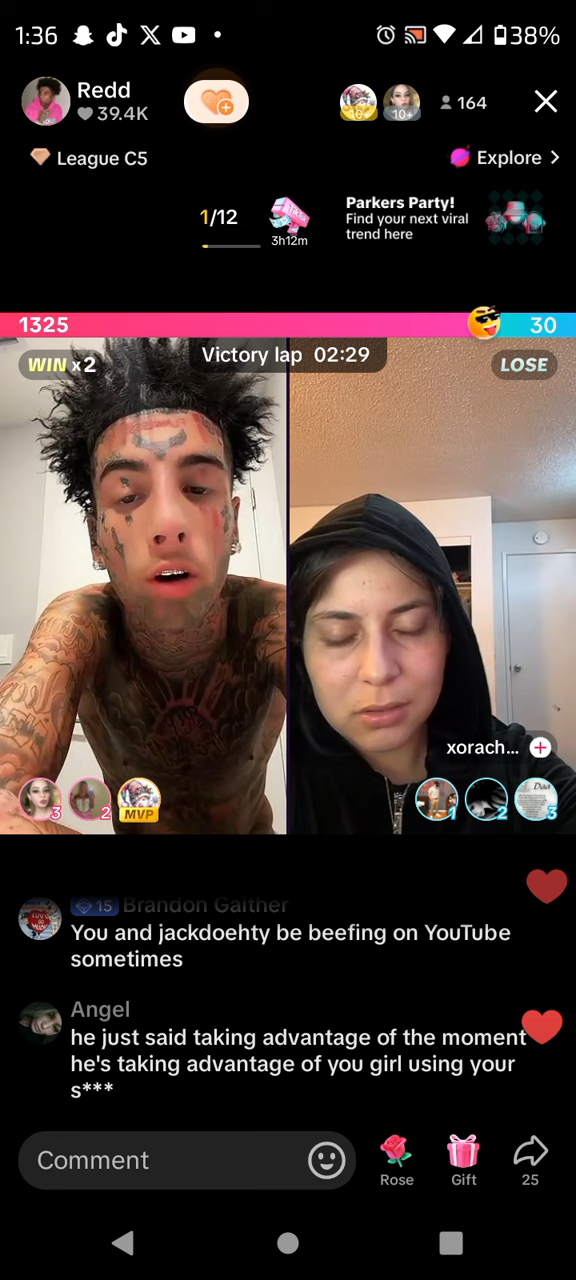 1:36
38%
Redd
39.4K
10+
10+
164
League C5
Explore
1/12
3h12m
Parkers Party!
Find your next viral
trend here
1325
30
WIN x2
Victory lap 02:29
LOSE
xorach...
3
2
MVP
1
2
3
15 Brandon Gaither
You and jackdoehty be beefing on YouTube
sometimes
Angel
he just said taking advantage of the moment
he's taking advantage of you girl using your
s***
Comment
Rose
Gift
25